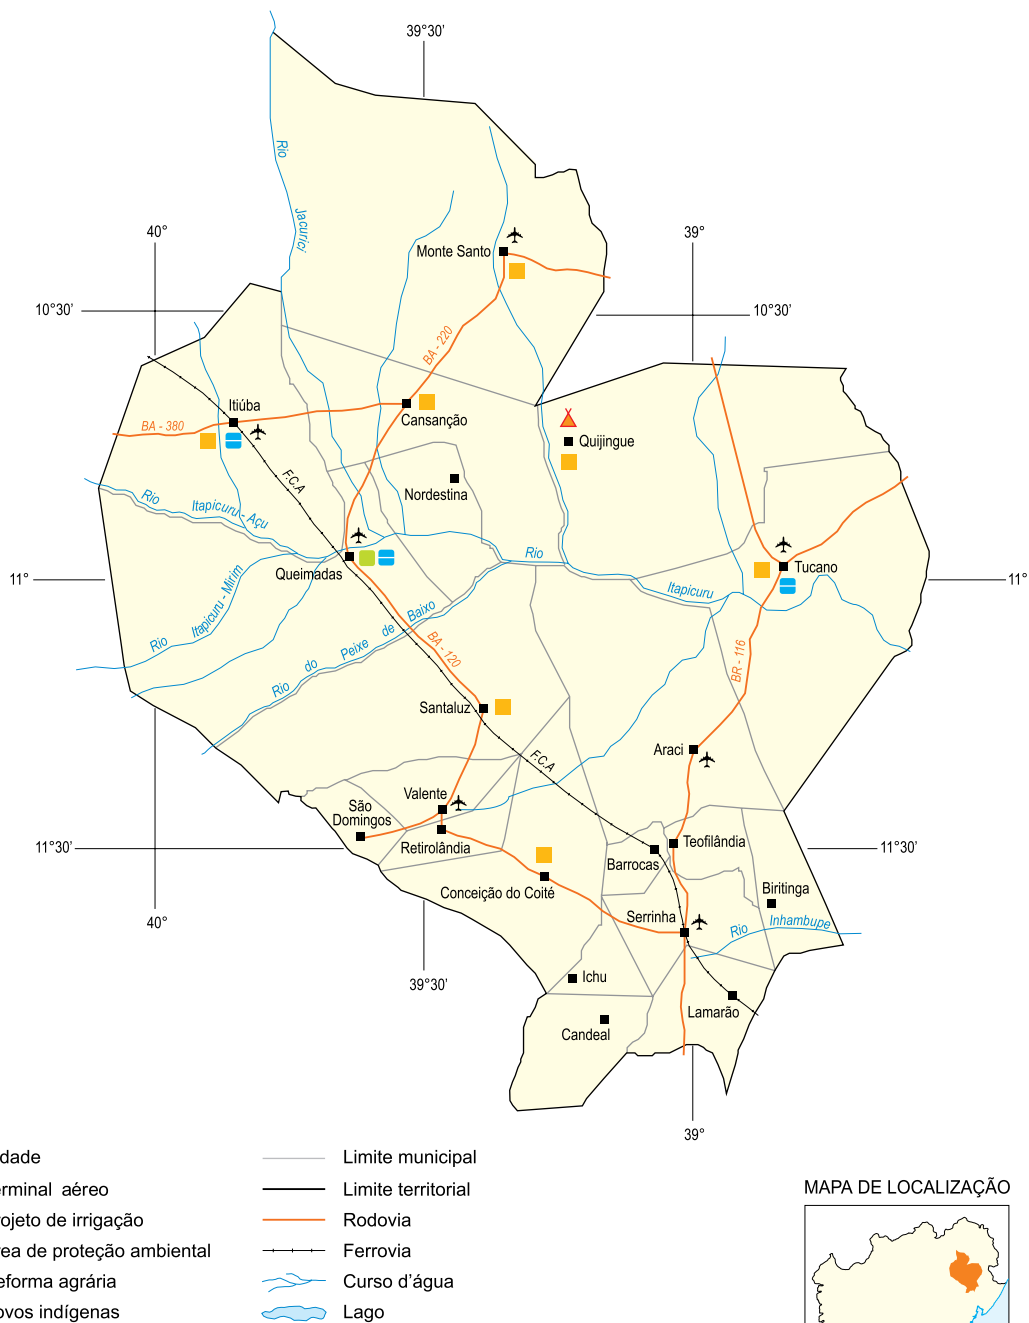 39°30’
40°
39°
Rio
Jacurici
Monte Santo
10°30’
10°30’
BA - 220
Itiúba
Cansanção
BA - 380
Quijingue
F.C.A
Nordestina
Rio
Itapicuru - Açu
Rio
Tucano
Queimadas
11°
11°
Itapicuru
Rio
Itapicuru - Mirim
Rio
do
Peixe
de
Baixo
BA - 120
BR - 116
Santaluz
Araci
F.C.A
Valente
São
Domingos
Retirolândia
Teofilândia
11°30’
11°30’
Barrocas
Conceição do Coité
Biritinga
Serrinha
Rio
Inhambupe
40°
39°30’
Ichu
Lamarão
Candeal
39°
dade
Limite municipal
erminal aéreo
Limite territorial
rojeto de irrigação
Rodovia
rea de proteção ambiental
Ferrovia
eforma agrária
Curso d’água
ovos indígenas
Lago
MAPA DE LOCALIZAÇÃO